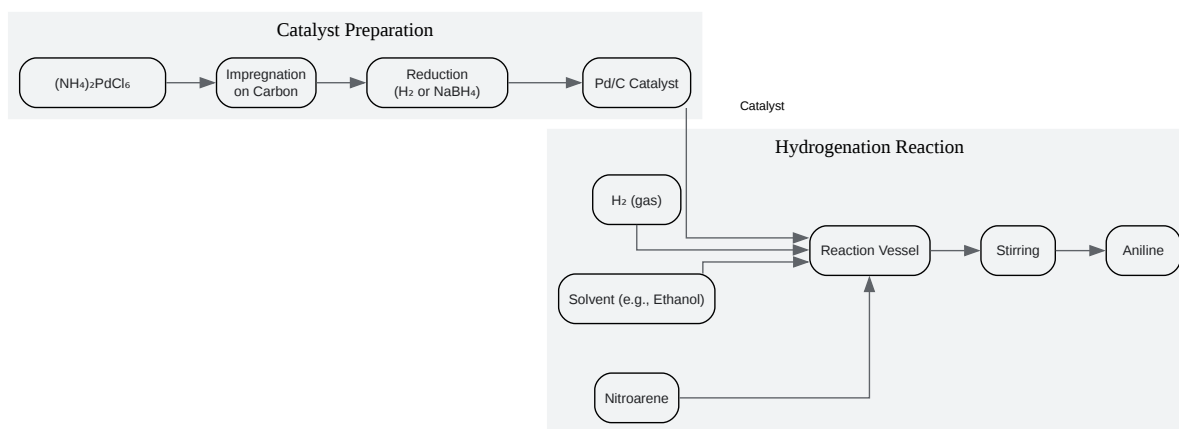 Catalyst Preparation
(NH₄)₂PdCl₆
Impregnation
on Carbon
Reduction
(H₂ or NaBH₄)
Pd/C Catalyst
Catalyst
Hydrogenation Reaction
H₂ (gas)
Reaction Vessel
Stirring
Aniline
Solvent (e.g., Ethanol)
Nitroarene